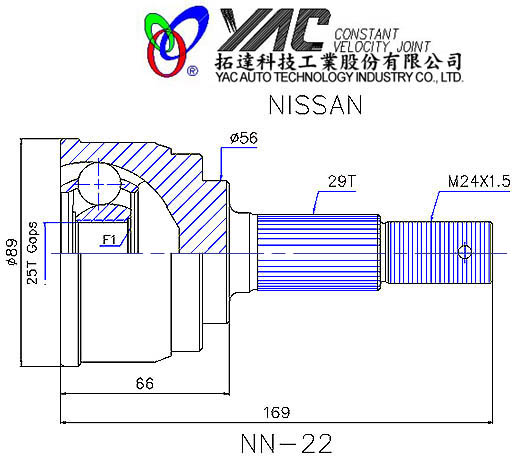 YAC CONSTANT
VELOCITY JOINT
拓達科技工業股份有限公司
YAC AUTO TECHNOLOGY INDUSTRY CO., LTD.
NISSAN
ø56
29T
M24X1.5
ø89
25T Gaps
F1
66
169
NN-22